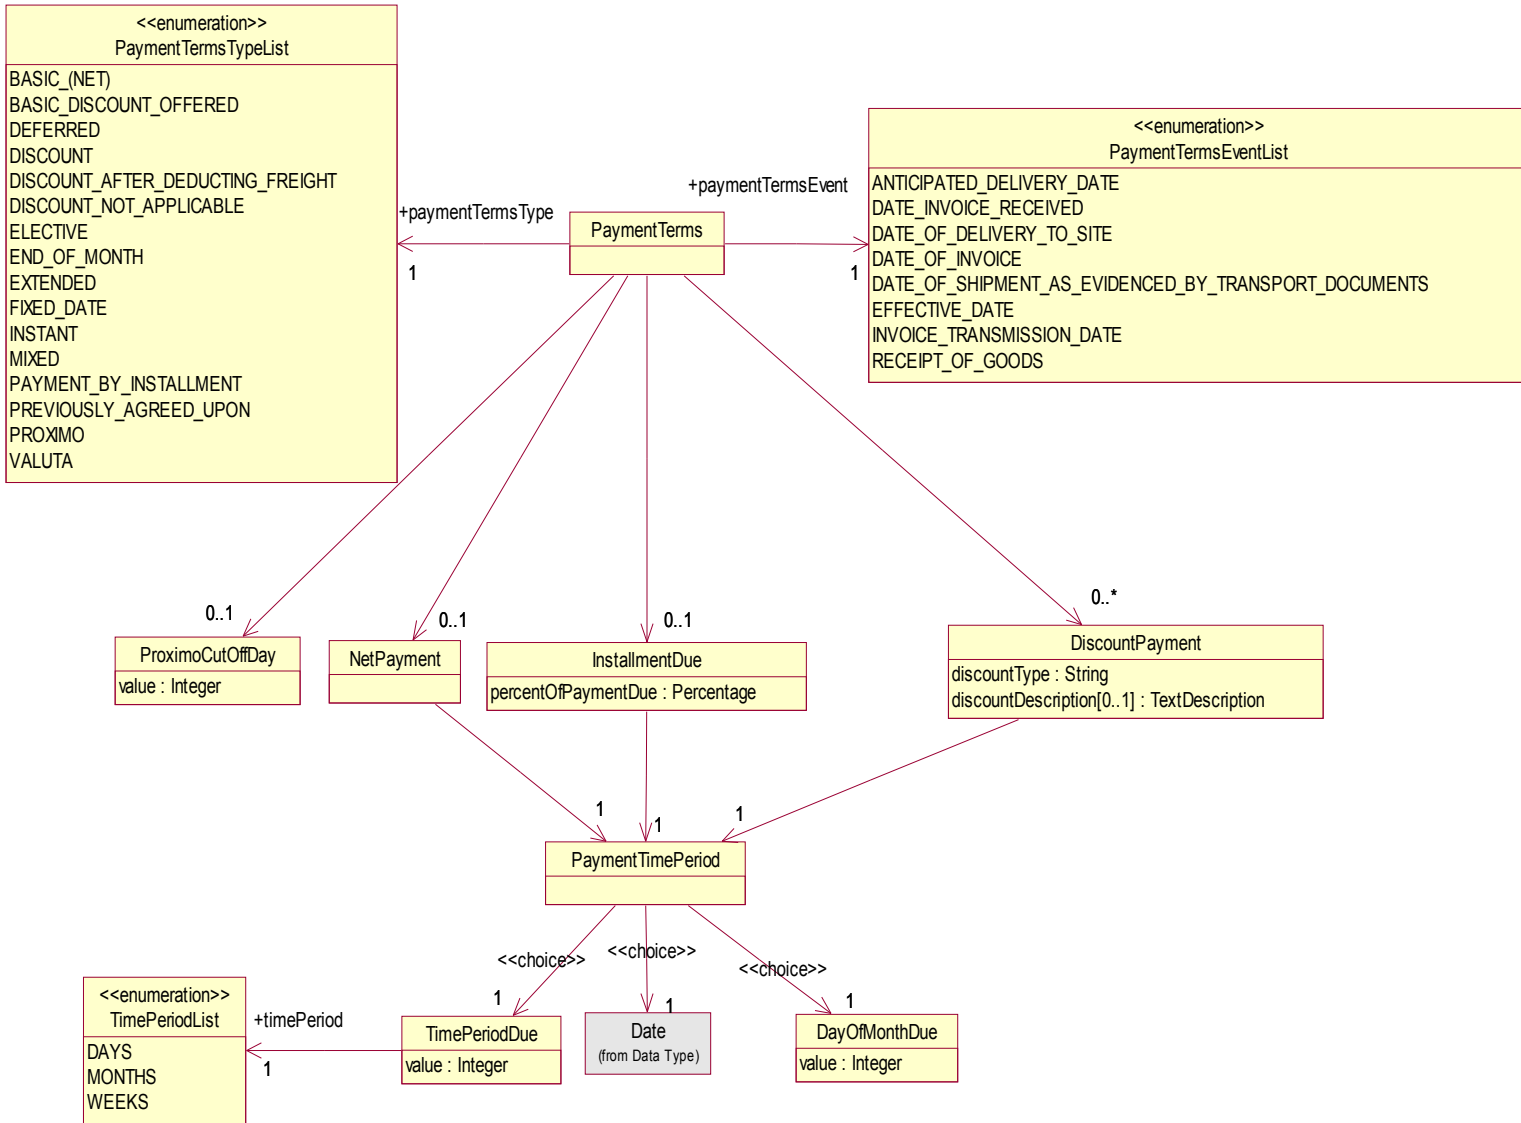 <<enumeration>>
PaymentTermsTypeList
BASIC_(NET)
BASIC_DISCOUNT_OFFERED
DEFERRED
DISCOUNT
DISCOUNT_AFTER_DEDUCTING_FREIGHT
DISCOUNT_NOT_APPLICABLE
ELECTIVE
END_OF_MONTH
EXTENDED
FIXED_DATE
INSTANT
MIXED
PAYMENT_BY_INSTALLMENT
PREVIOUSLY_AGREED_UPON
PROXIMO
VALUTA
+paymentTermsType
1
PaymentTerms
+paymentTermsEvent
1
<<enumeration>>
PaymentTermsEventList
ANTICIPATED_DELIVERY_DATE
DATE_INVOICE_RECEIVED
DATE_OF_DELIVERY_TO_SITE
DATE_OF_INVOICE
DATE_OF_SHIPMENT_AS_EVIDENCED_BY_TRANSPORT_DOCUMENTS
EFFECTIVE_DATE
INVOICE_TRANSMISSION_DATE
RECEIPT_OF_GOODS
0..1
0..1
0..1
0..*
ProximoCutOffDay
value : Integer
NetPayment
InstallmentDue
percentOfPaymentDue : Percentage
DiscountPayment
discountType : String
discountDescription[0..1] : TextDescription
1
1
1
PaymentTimePeriod
<<choice>>
<<choice>>
<<choice>>
1
1
1
<<enumeration>>
TimePeriodList
DAYS
MONTHS
WEEKS
+timePeriod
1
TimePeriodDue
value : Integer
Date
(from Data Type)
DayOfMonthDue
value : Integer